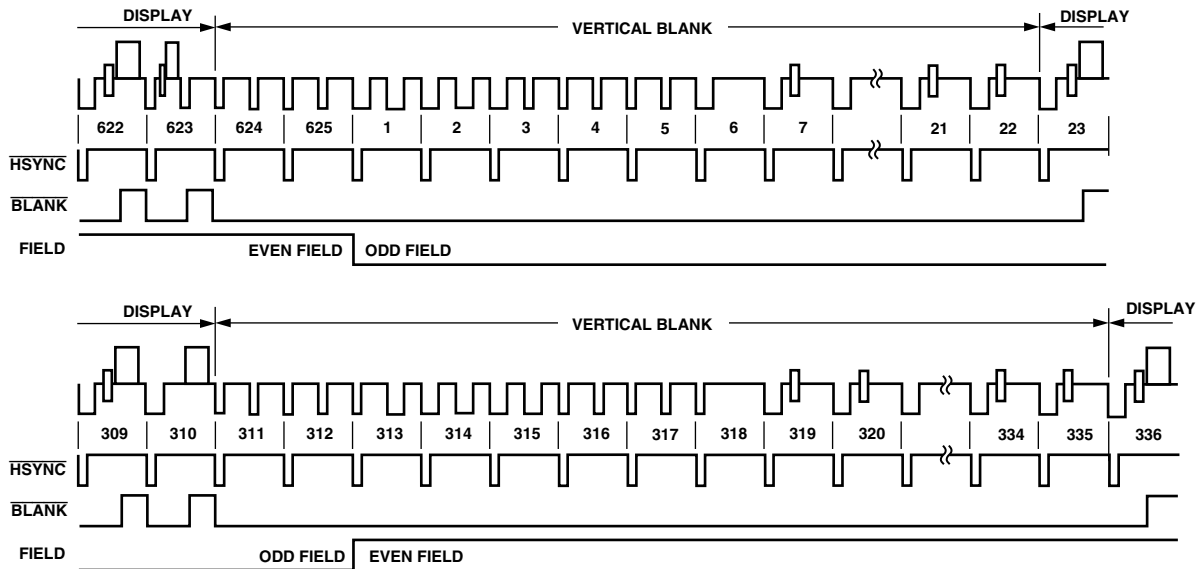 DISPLAY VERTICAL BLANK DISPLAY
622 623 624 625 1 2 3 4 5 6 7 21 22 23
HSYNC
BLANK
FIELD EVEN FIELD ODD FIELD
DISPLAY VERTICAL BLANK DISPLAY
309 310 311 312 313 314 315 316 317 318 319 320 334 335 336
HSYNC
BLANK
FIELD ODD FIELD EVEN FIELD